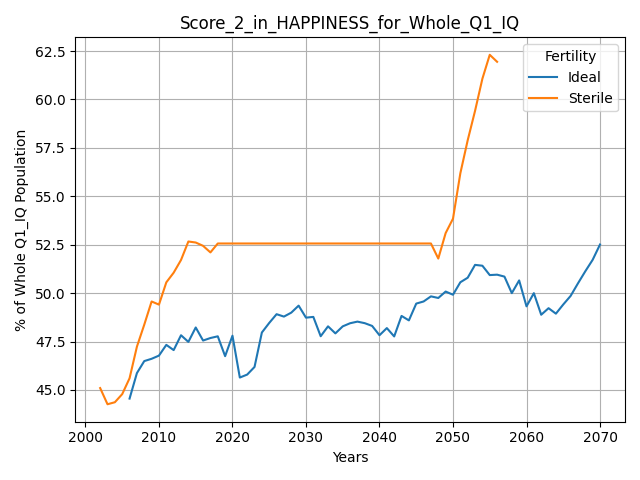 Score_2_in_HAPPINESS_for_Whole_Q1_IQ
% of Whole Q1_IQ Population
62.5
60.0
57.5
55.0
52.5
50.0
47.5
45.0
Fertility
Ideal
Sterile
2000 2010 2020 2030 2040 2050 2060 2070
Years